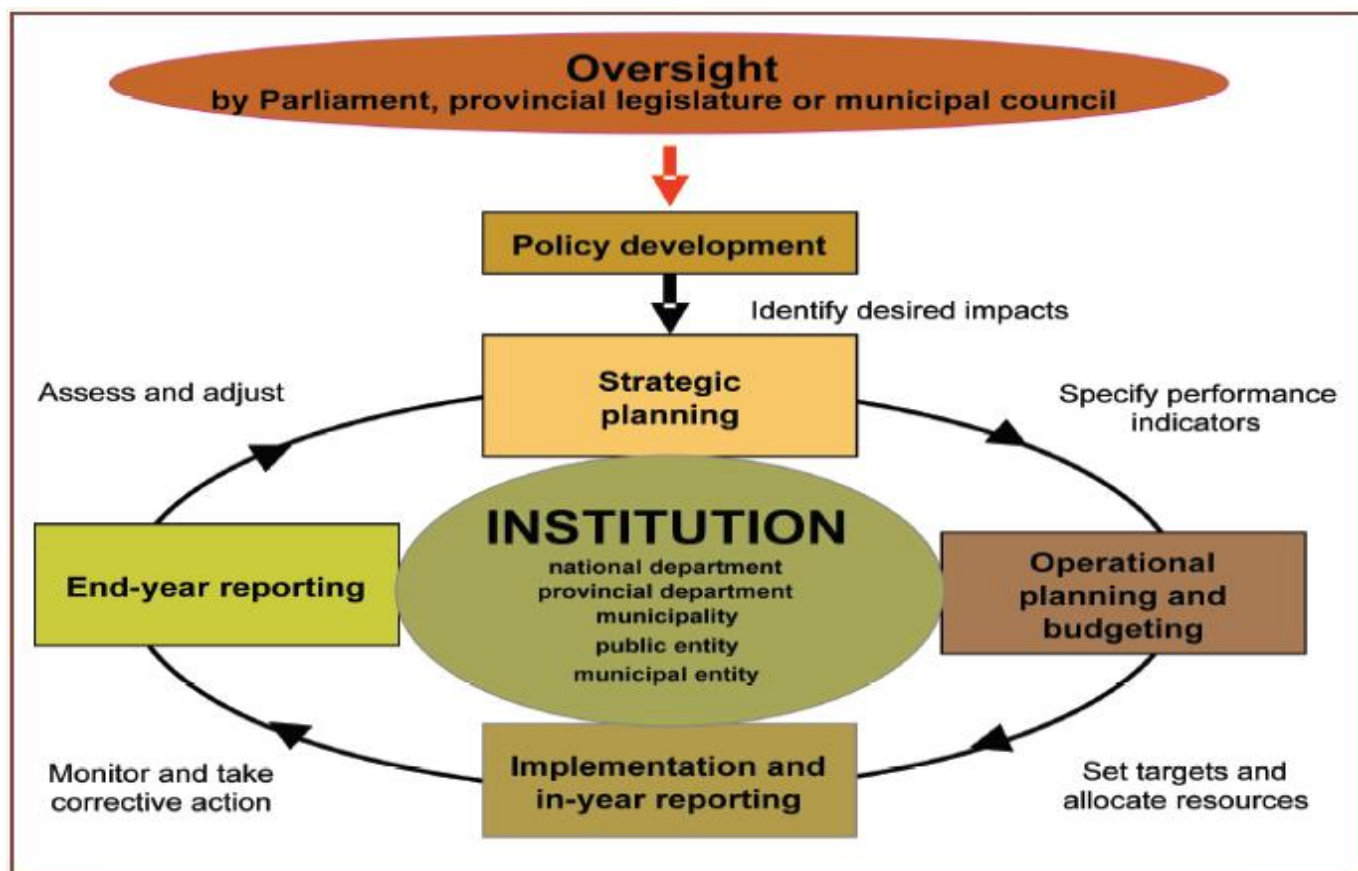 Oversight
by Parliament, provincial legislature or municipal council
Policy development
Identify desired impacts
Strategic
planning
Assess and adjust
Specify performance
indicators
INSTITUTION
national department
provincial department
municipality
public entity
municipal entity
End-year reporting
Operational
planning and
budgeting
Implementation and
in-year reporting
Monitor and take
corrective action
Set targets and
allocate resources